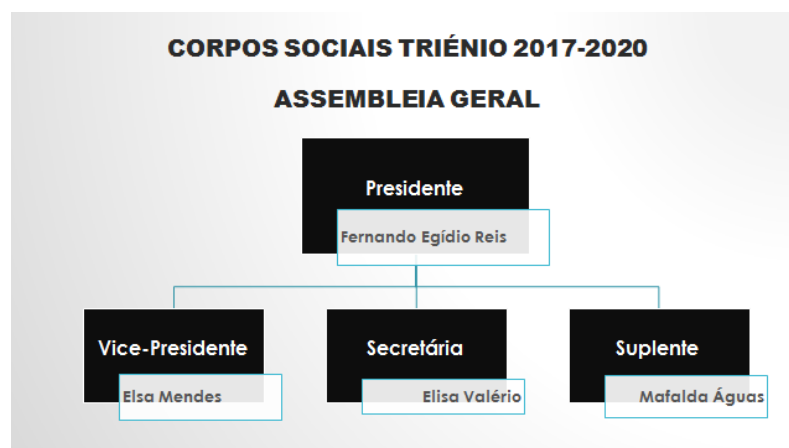 CORPOS SOCIAIS TRIÉNIO 2017-2020
ASSEMBLEIA GERAL
Presidente
Fernando Egídio Reis
Vice-Presidente
Elsa Mendes
Secretária
Elisa Valério
Suplente
Mafalda Águas